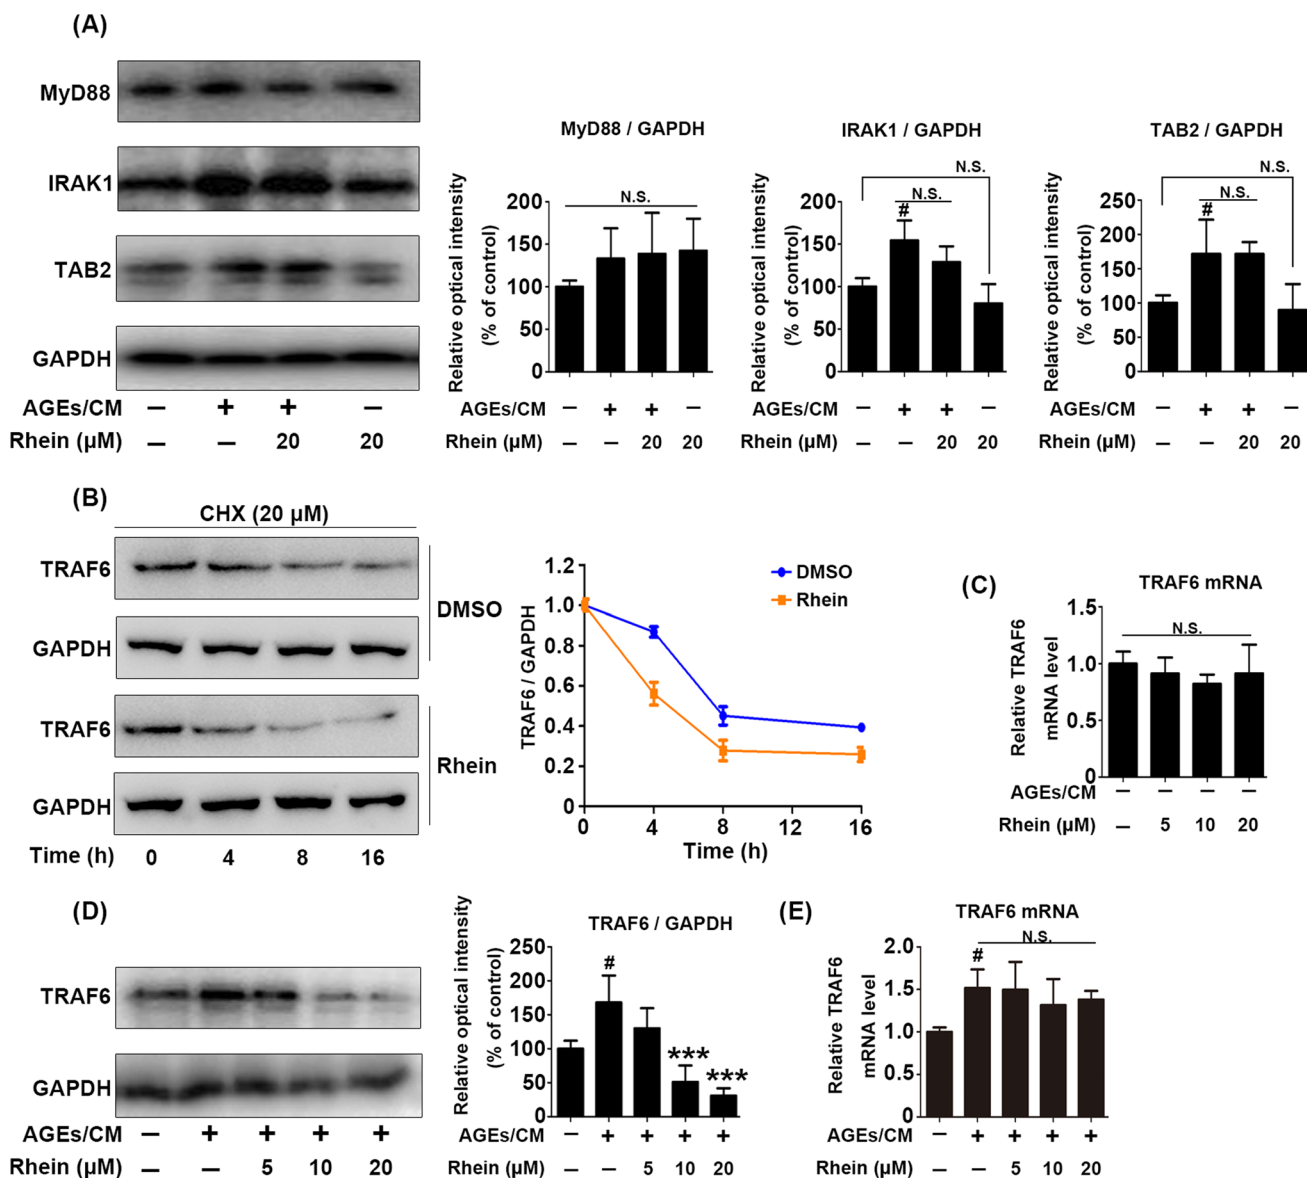 (A)
MyD88
IRAK1
TAB2
GAPDH
AGEs/CM – + + –
Rhein (µM) – – 20 20
MyD88 / GAPDH
Relative optical intensity
(% of control)
200
150
100
50
0
N.S.
AGEs/CM – + + –
Rhein (µM) – – 20 20
IRAK1 / GAPDH
Relative optical intensity
(% of control)
200
150
100
50
0
N.S.
# N.S.
AGEs/CM – + + –
Rhein (µM) – – 20 20
TAB2 / GAPDH
Relative optical intensity
(% of control)
250
200
150
100
50
0
N.S.
# N.S.
AGEs/CM – + + –
Rhein (µM) – – 20 20
(B)
CHX (20 µM)
TRAF6
GAPDH
DMSO
TRAF6
GAPDH
Rhein
Time (h) 0 4 8 16
TRAF6 / GAPDH
1.2
1.0
0.8
0.6
0.4
0.2
0
DMSO
Rhein
0 4 8 12 16
Time (h)
(C)
TRAF6 mRNA
Relative TRAF6
mRNA level
1.5
1.0
0.5
0
N.S.
AGEs/CM – – – –
Rhein (µM) – 5 10 20
(D)
TRAF6
GAPDH
AGEs/CM – + + + +
Rhein (µM) – – 5 10 20
TRAF6 / GAPDH
Relative optical intensity
(% of control)
250
200
150
100
50
0
#
***
***
AGEs/CM – + + + +
Rhein (µM) – – 5 10 20
(E)
TRAF6 mRNA
Relative TRAF6
mRNA level
2.0
1.5
1.0
0.5
0
N.S.
#
AGEs/CM – + + + +
Rhein (µM) – – 5 10 20